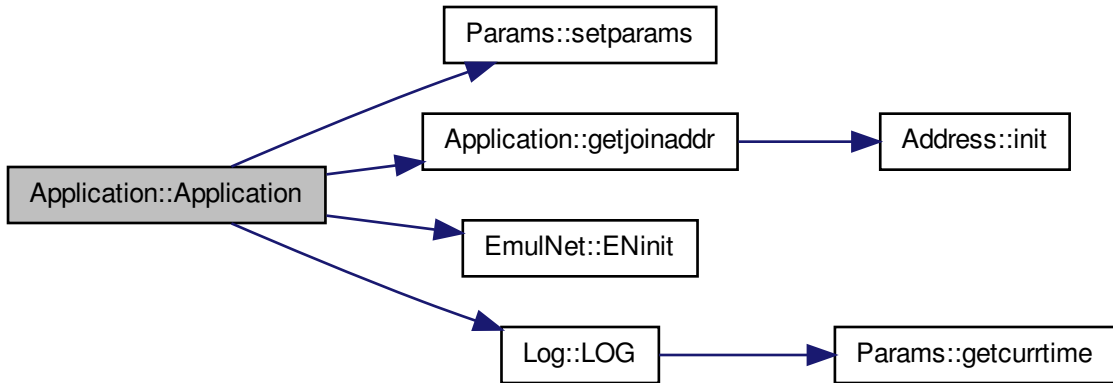 Params::setparams
Application::getjoinaddr
Address::init
Application::Application
EmulNet::ENinit
Log::LOG
Params::getcurrtime